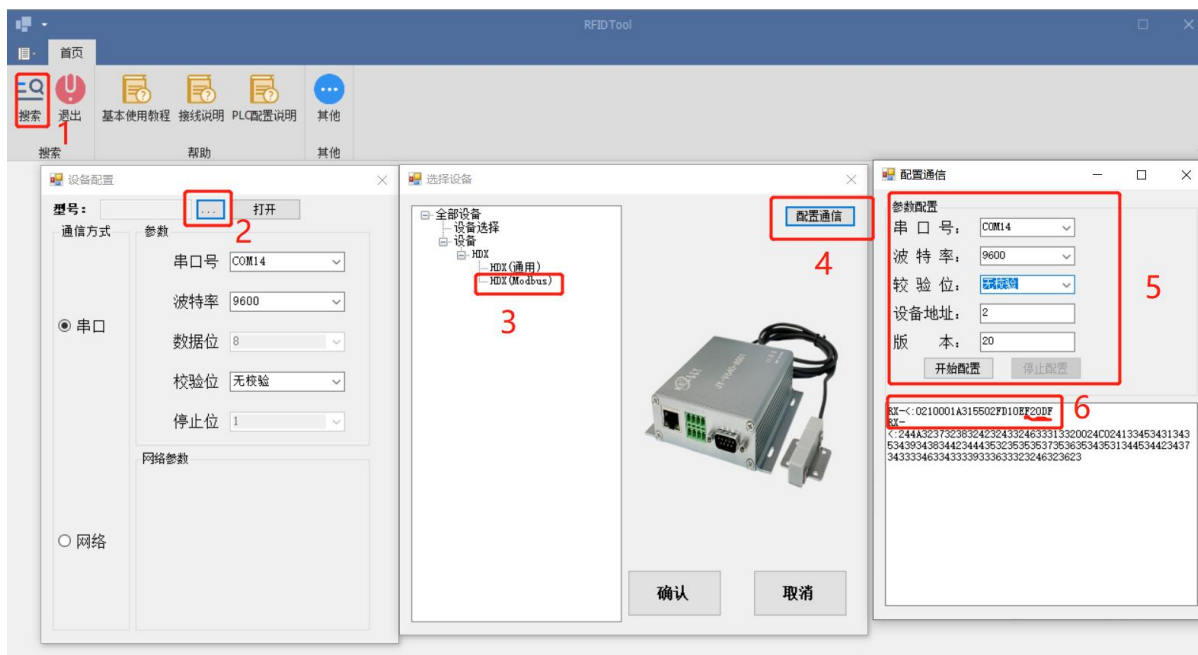 RFIDTool
首页
搜索
退出
基本使用教程
接线说明
PLC配置说明
其他
1
搜索
帮助
其他
设备配置
型号：
...
打开
2
通信方式
参数
串口号
COM14
波特率
9600
串口
数据位
8
校验位
无校验
停止位
1
网络参数
网络
选择设备
全部设备
设备选择
设备
HDX
HDX(通用)
HDX(Modbus)
3
配置通信
4
确认
取消
配置通信
参数配置
串 口 号：
COM14
波 特 率：
9600
较 验 位：
无校验
设备地址：
2
版 本：
20
5
开始配置
停止配置
RX-<:0210001A315502FD10EF20DF
6
RX-